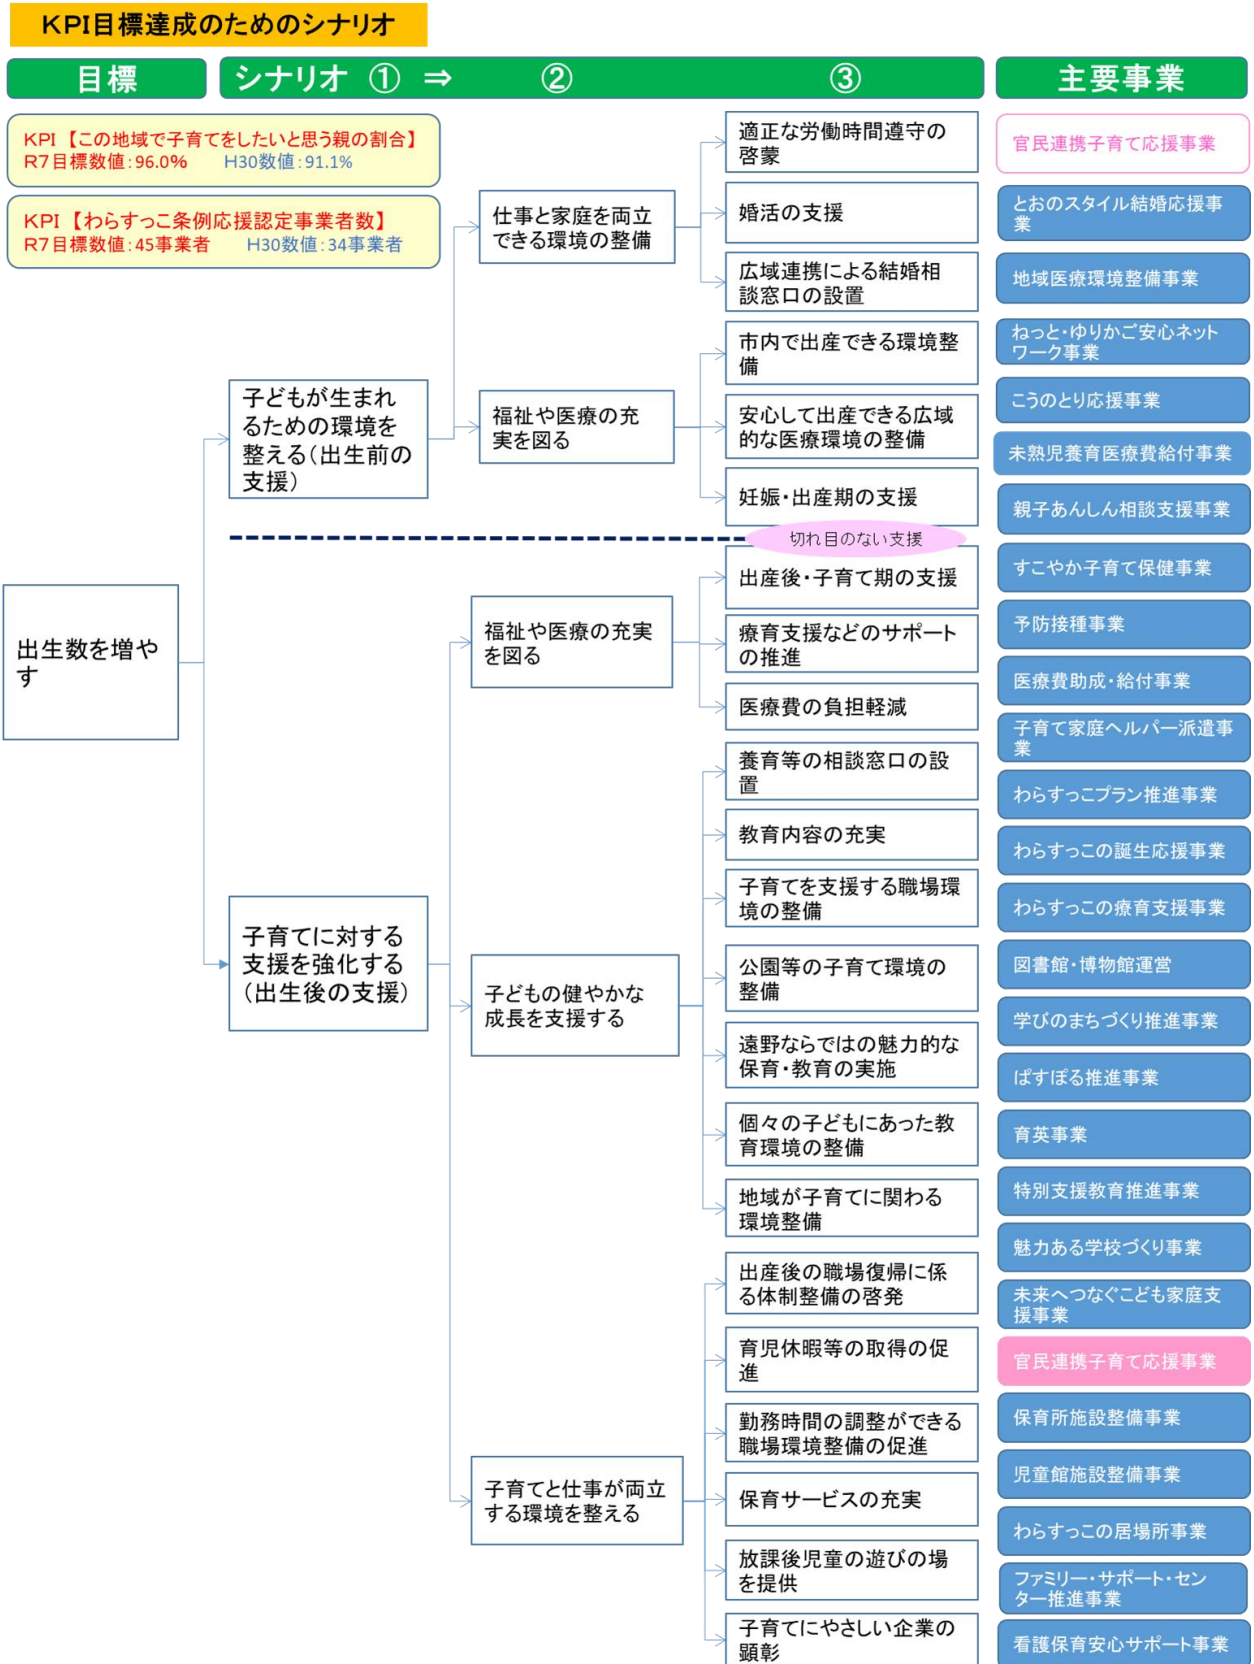 KPI目標達成のためのシナリオ
目標
シナリオ ① ⇒ ② ③
主要事業
KPI【この地域で子育てをしたいと思う親の割合】
R7目標数値：96.0% H30数値：91.1%
KPI【わらすっこ条例応援認定事業者数】
R7目標数値：45事業者 H30数値：34事業者
出生数を増や
す
子どもが生まれ
るための環境を
整える（出生前の
支援）
仕事と家庭を両立
できる環境の整備
適正な労働時間遵守の
啓蒙
婚活の支援
広域連携による結婚相
談窓口の設置
福祉や医療の充
実を図る
市内で出産できる環境整
備
安心して出産できる広域
的な医療環境の整備
妊娠・出産期の支援
切れ目のない支援
子育てに対する
支援を強化する
（出生後の支援）
福祉や医療の充実
を図る
出産後・子育て期の支援
療育支援などのサポート
の推進
医療費の負担軽減
子どもの健やかな
成長を支援する
養育等の相談窓口の設
置
教育内容の充実
子育てを支援する職場環
境の整備
公園等の子育て環境の
整備
遠野ならではの魅力的な
保育・教育の実施
個々の子どもにあった教
育環境の整備
地域が子育てに関わる
環境整備
子育てと仕事が両立
する環境を整える
出産後の職場復帰に係
る体制整備の啓発
育児休暇等の取得の促
進
勤務時間の調整ができる
職場環境整備の促進
保育サービスの充実
放課後児童の遊びの場
を提供
子育てにやさしい企業の
顕彰
官民連携子育て応援事業
とおのスタイル結婚応援事
業
地域医療環境整備事業
ねっと・ゆりかご安心ネット
ワーク事業
こうのとり応援事業
未熟児養育医療費給付事業
親子あんしん相談支援事業
すこやか子育て保健事業
予防接種事業
医療費助成・給付事業
子育て家庭ヘルパー派遣事
業
わらすっこプラン推進事業
わらすっこの誕生応援事業
わらすっこの療育支援事業
図書館・博物館運営
学びのまちづくり推進事業
ぱすぽる推進事業
育英事業
特別支援教育推進事業
魅力ある学校づくり事業
未来へつなぐこども家庭支
援事業
官民連携子育て応援事業
保育所施設整備事業
児童館施設整備事業
わらすっこの居場所事業
ファミリー・サポート・セン
ター推進事業
看護保育安心サポート事業